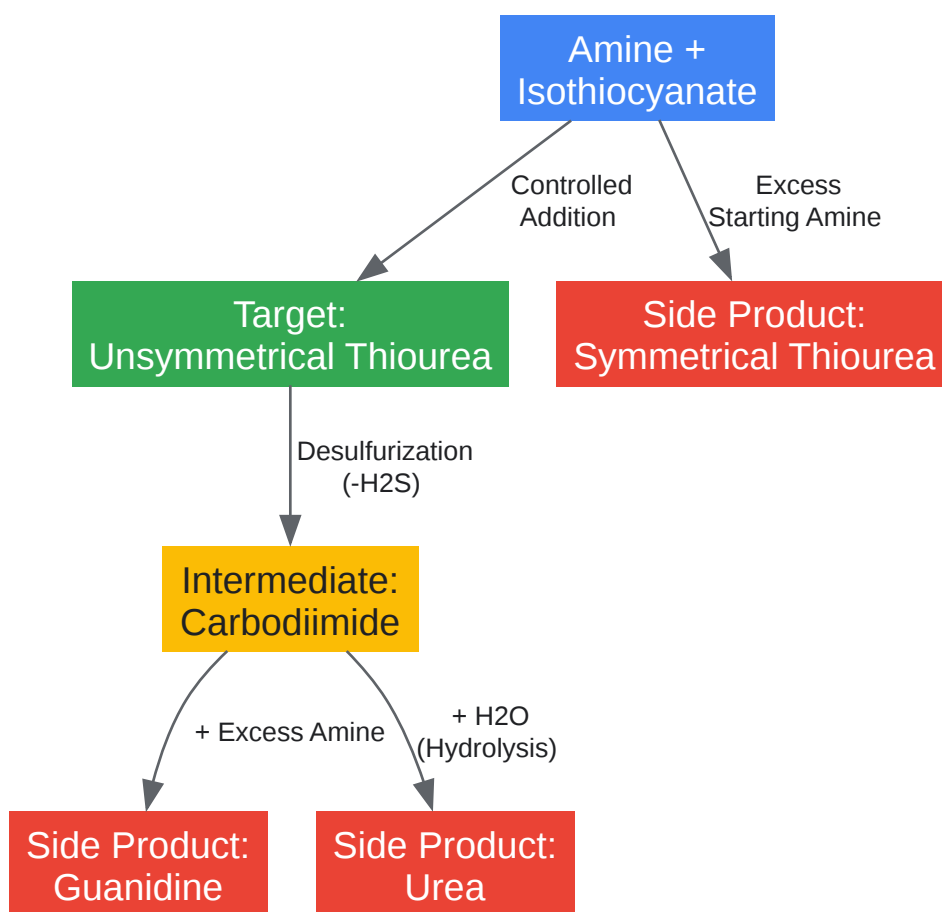 Amine +
Isothiocyanate
Controlled
Addition
Excess
Starting Amine
Target:
Unsymmetrical Thiourea
Side Product:
Symmetrical Thiourea
Desulfurization
(-H2S)
Intermediate:
Carbodiimide
+ Excess Amine
+ H2O
(Hydrolysis)
Side Product:
Guanidine
Side Product:
Urea